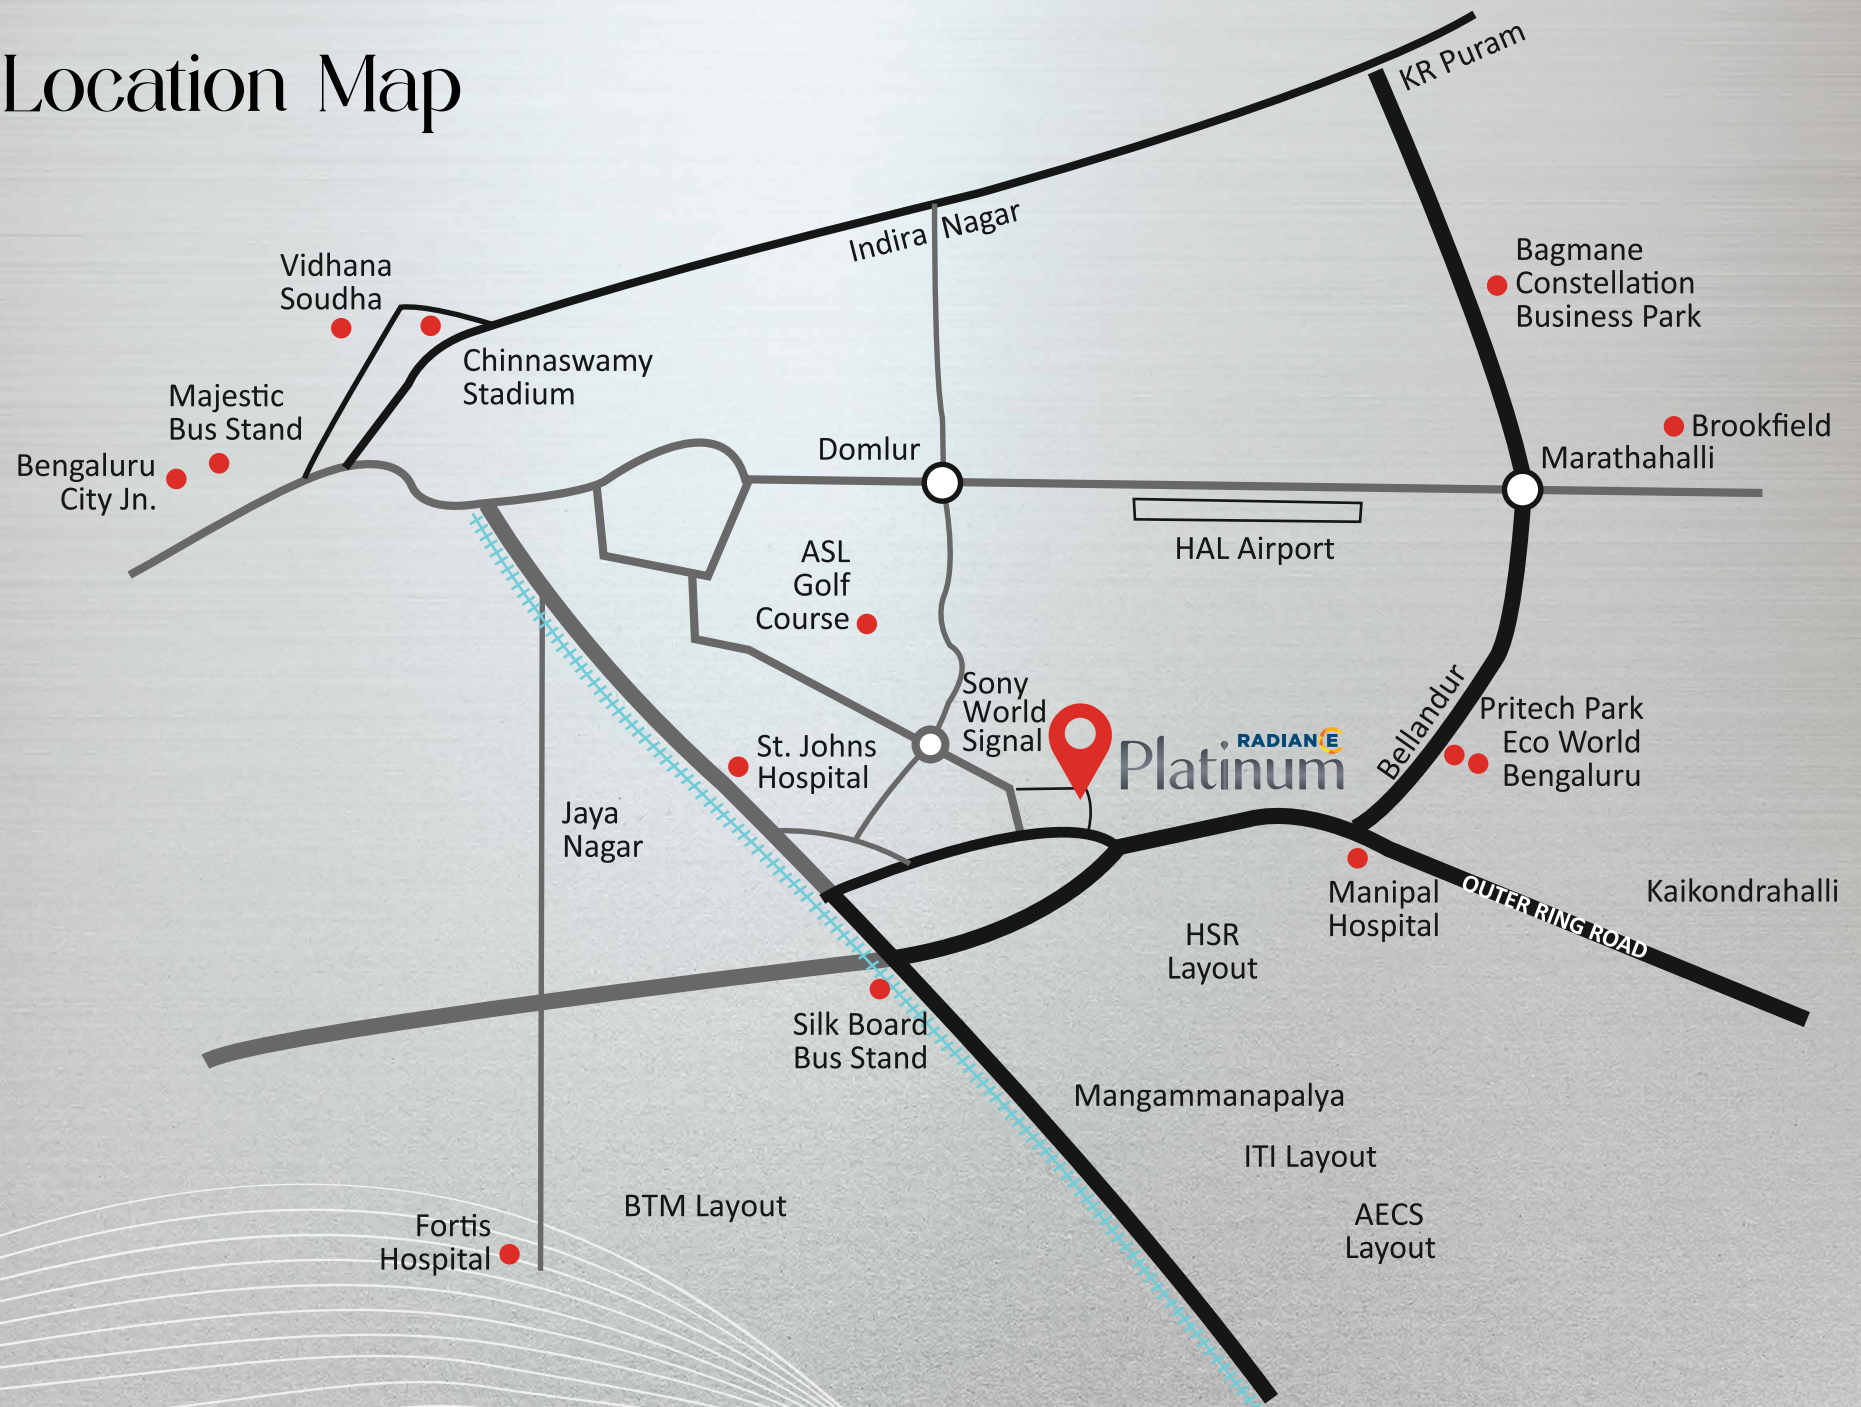 Location Map
KR Puram
Indira Nagar
Vidhana
Soudha
Bagmane
Constellation
Business Park
Chinnaswamy
Stadium
Majestic
Bus Stand
Bengaluru
City Jn.
Domlur
Brookfield
Marathahalli
HAL Airport
ASL
Golf
Course
Sony
World
Signal
RADIANCE
Platinum
Bellandur
Pritech Park
Eco World
Bengaluru
St. Johns
Hospital
Jaya
Nagar
Manipal
Hospital
OUTER RING ROAD
Kaikondrahalli
HSR
Layout
Silk Board
Bus Stand
Mangammanapalya
ITI Layout
BTM Layout
AECS
Layout
Fortis
Hospital